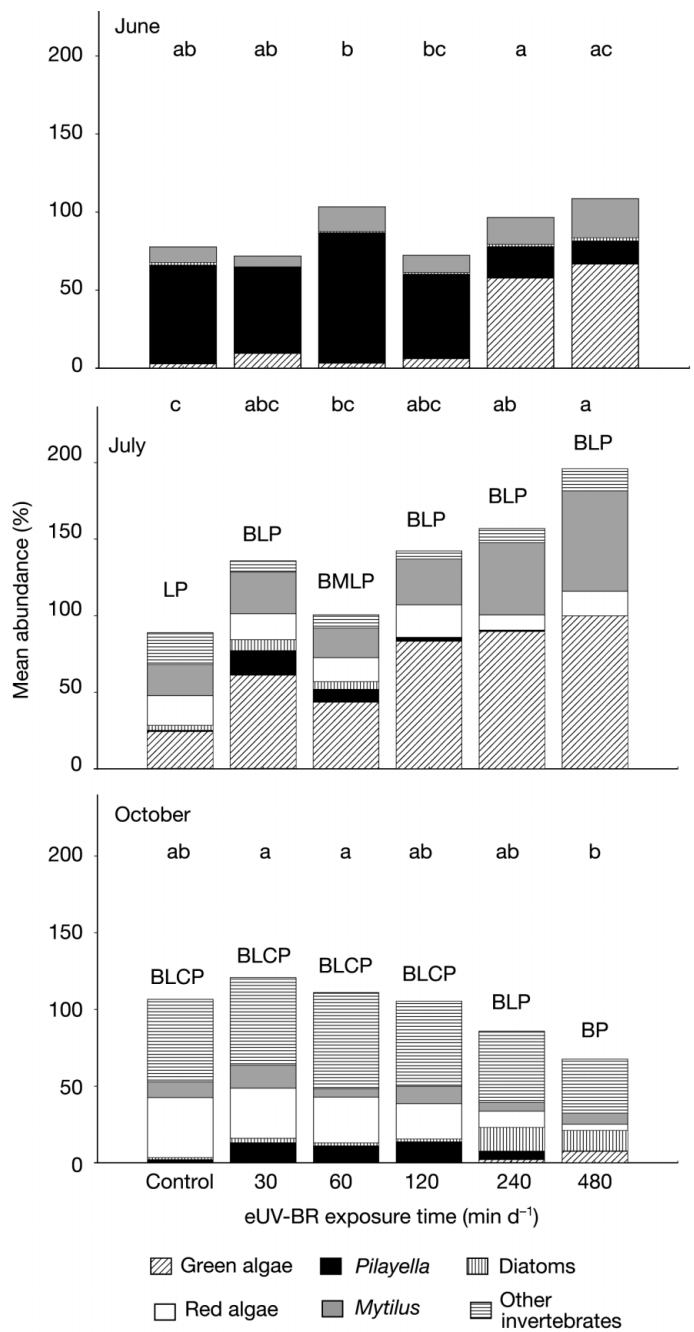 June
200
150
100
50
0
ab ab b bc a ac
c abc bc abc ab a
July
200
150
100
50
0
LP BLP BMLP BLP BLP BLP
Mean abundance (%)
October
200
150
100
50
0
ab a a ab ab b
BLCP BLCP BLCP BLCP BLP BP
Control 30 60 120 240 480
eUV-BR exposure time (min d⁻¹)
Green algae Pilayella Diatoms
Red algae Mytilus Other
invertebrates